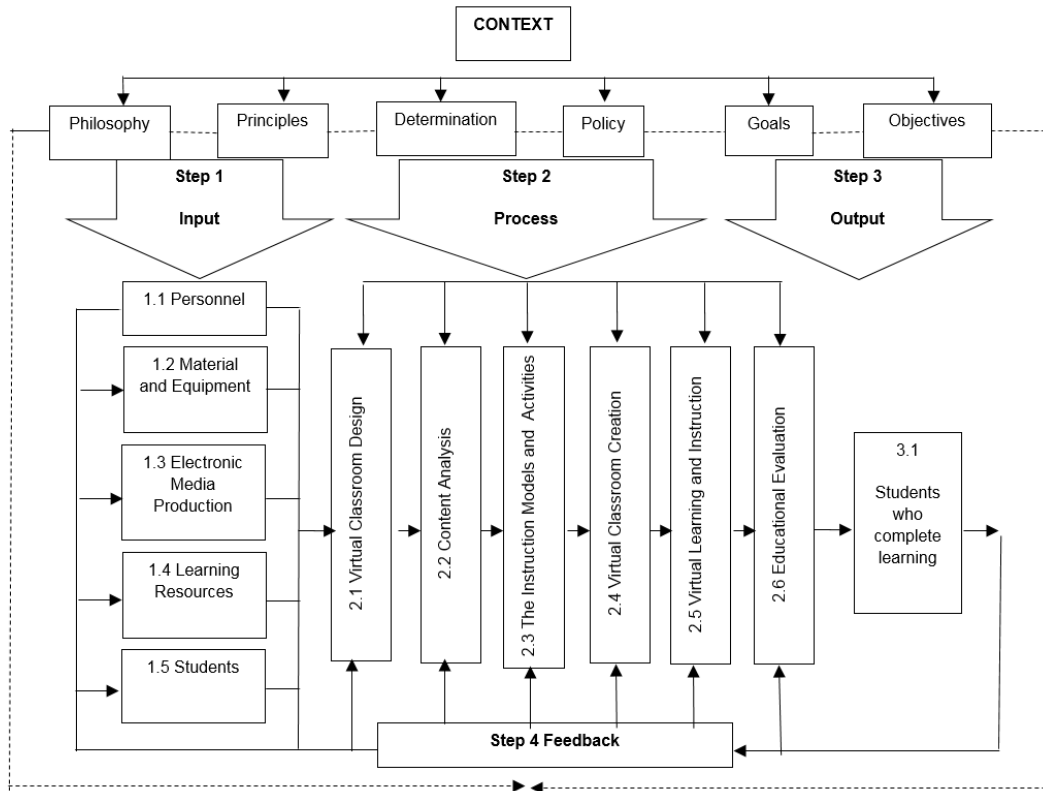 CONTEXT
Philosophy
Principles
Determination
Policy
Goals
Objectives
Step 1
Input
Step 2
Process
Step 3
Output
1.1 Personnel
1.2 Material
and Equipment
1.3 Electronic
Media
Production
1.4 Learning
Resources
1.5 Students
2.1 Virtual Classroom Design
2.2 Content Analysis
2.3 The Instruction Models and Activities
2.4 Virtual Classroom Creation
2.5 Virtual Learning and Instruction
2.6 Educational Evaluation
3.1
Students
who
complete
learning
Step 4 Feedback